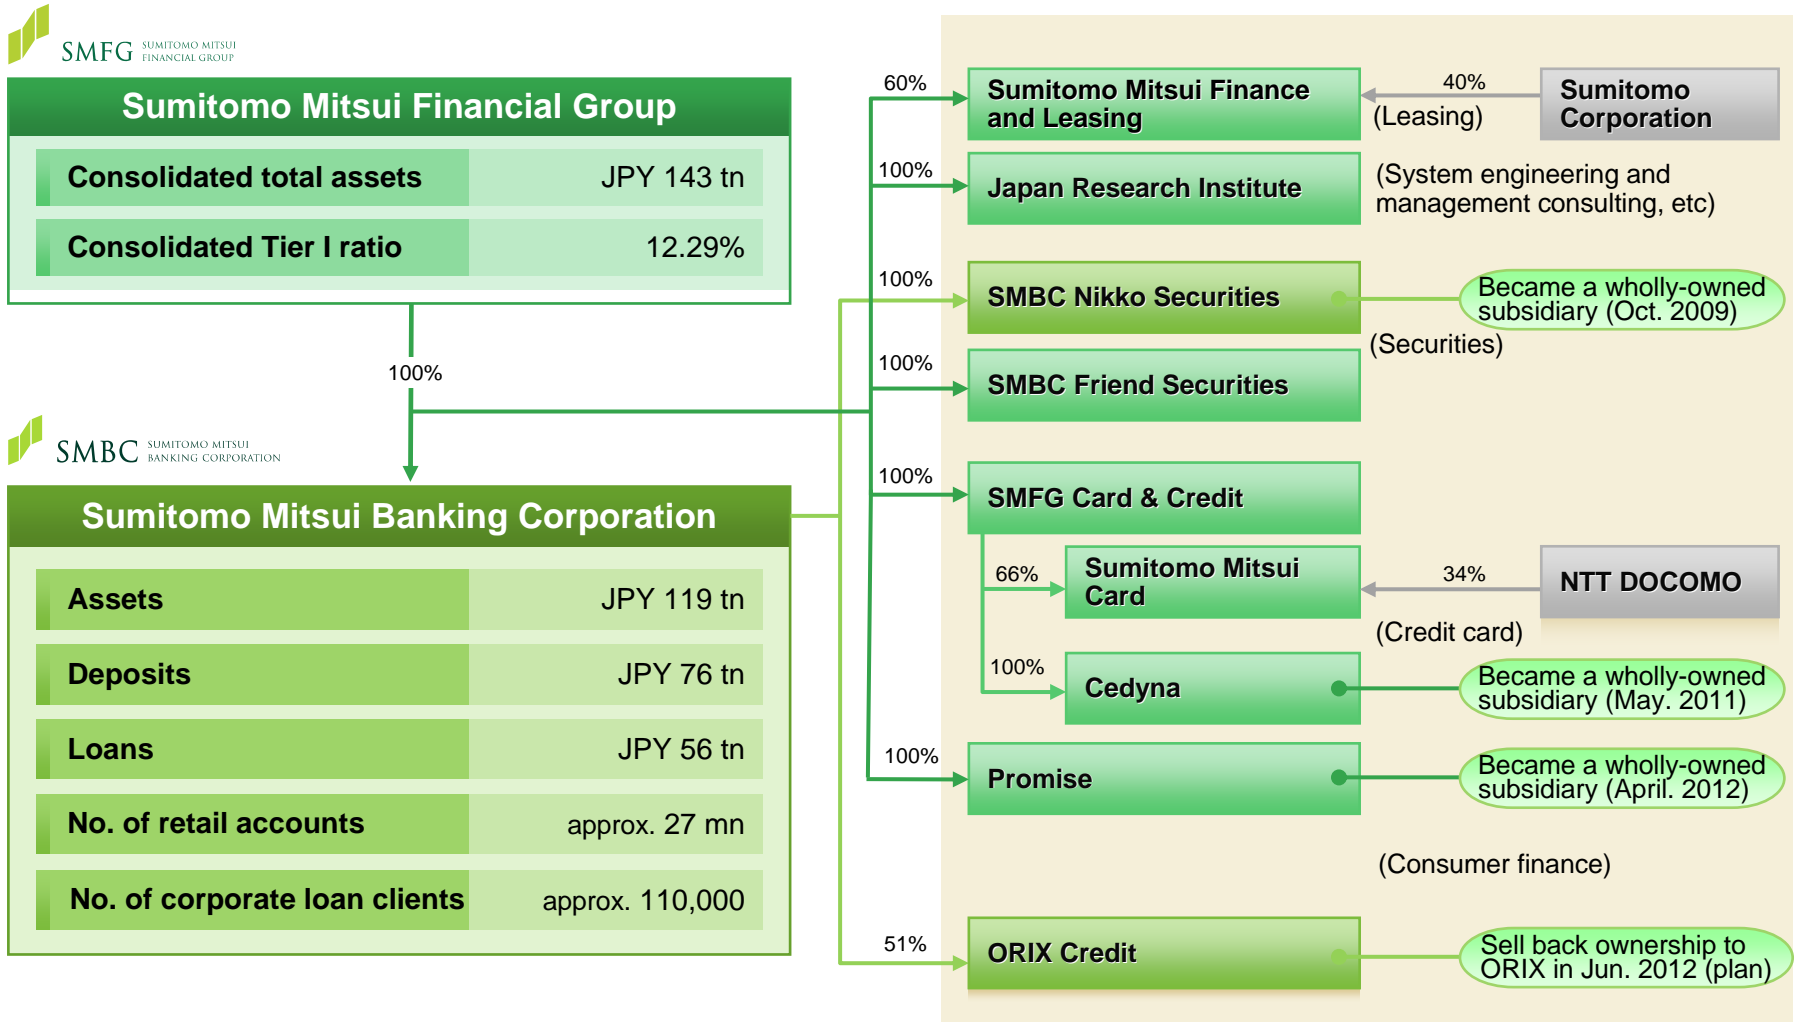 SMFG SUMITOMO MITSUI
FINANCIAL GROUP
Sumitomo Mitsui Financial Group
Consolidated total assets JPY 143 tn
Consolidated Tier I ratio 12.29%
100%
SMBC SUMITOMO MITSUI
BANKING CORPORATION
Sumitomo Mitsui Banking Corporation
Assets JPY 119 tn
Deposits JPY 76 tn
Loans JPY 56 tn
No. of retail accounts approx. 27 mn
No. of corporate loan clients approx. 110,000
60%
Sumitomo Mitsui Finance
and Leasing
40%
(Leasing)
Sumitomo
Corporation
100%
Japan Research Institute
(System engineering and
management consulting, etc)
100%
SMBC Nikko Securities
Became a wholly-owned
subsidiary (Oct. 2009)
(Securities)
100%
SMBC Friend Securities
100%
SMFG Card & Credit
66%
Sumitomo Mitsui
Card
34%
NTT DOCOMO
(Credit card)
100%
Cedyna
Became a wholly-owned
subsidiary (May. 2011)
100%
Promise
Became a wholly-owned
subsidiary (April. 2012)
(Consumer finance)
51%
ORIX Credit
Sell back ownership to
ORIX in Jun. 2012 (plan)